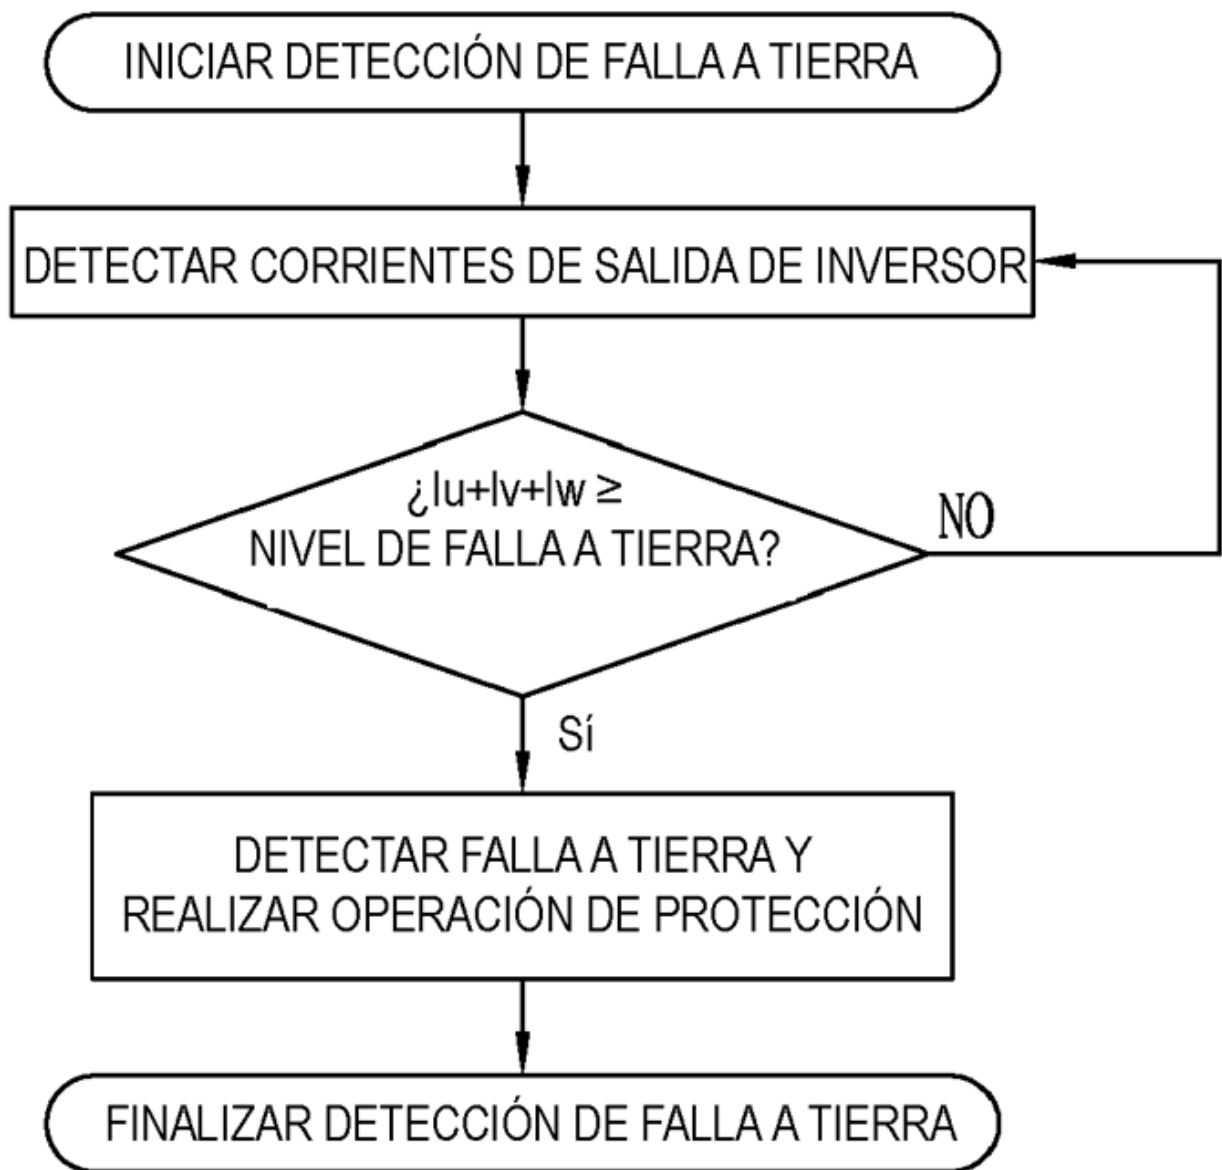 INICIAR DETECCIÓN DE FALLA A TIERRA
DETECTAR CORRIENTES DE SALIDA DE INVERSOR
¿Iu+Iv+Iw ≥
NIVEL DE FALLA A TIERRA?
NO
Sí
DETECTAR FALLA A TIERRA Y
REALIZAR OPERACIÓN DE PROTECCIÓN
FINALIZAR DETECCIÓN DE FALLA A TIERRA